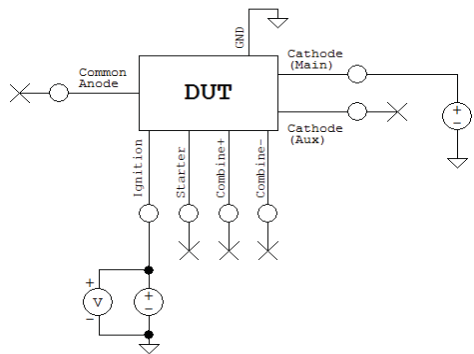 GND
Cathode
(Main)
Common
Anode
DUT
Cathode
(Aux)
Ignition
Starter
Combine+
Combine-
+
-
+
V
-
+
-